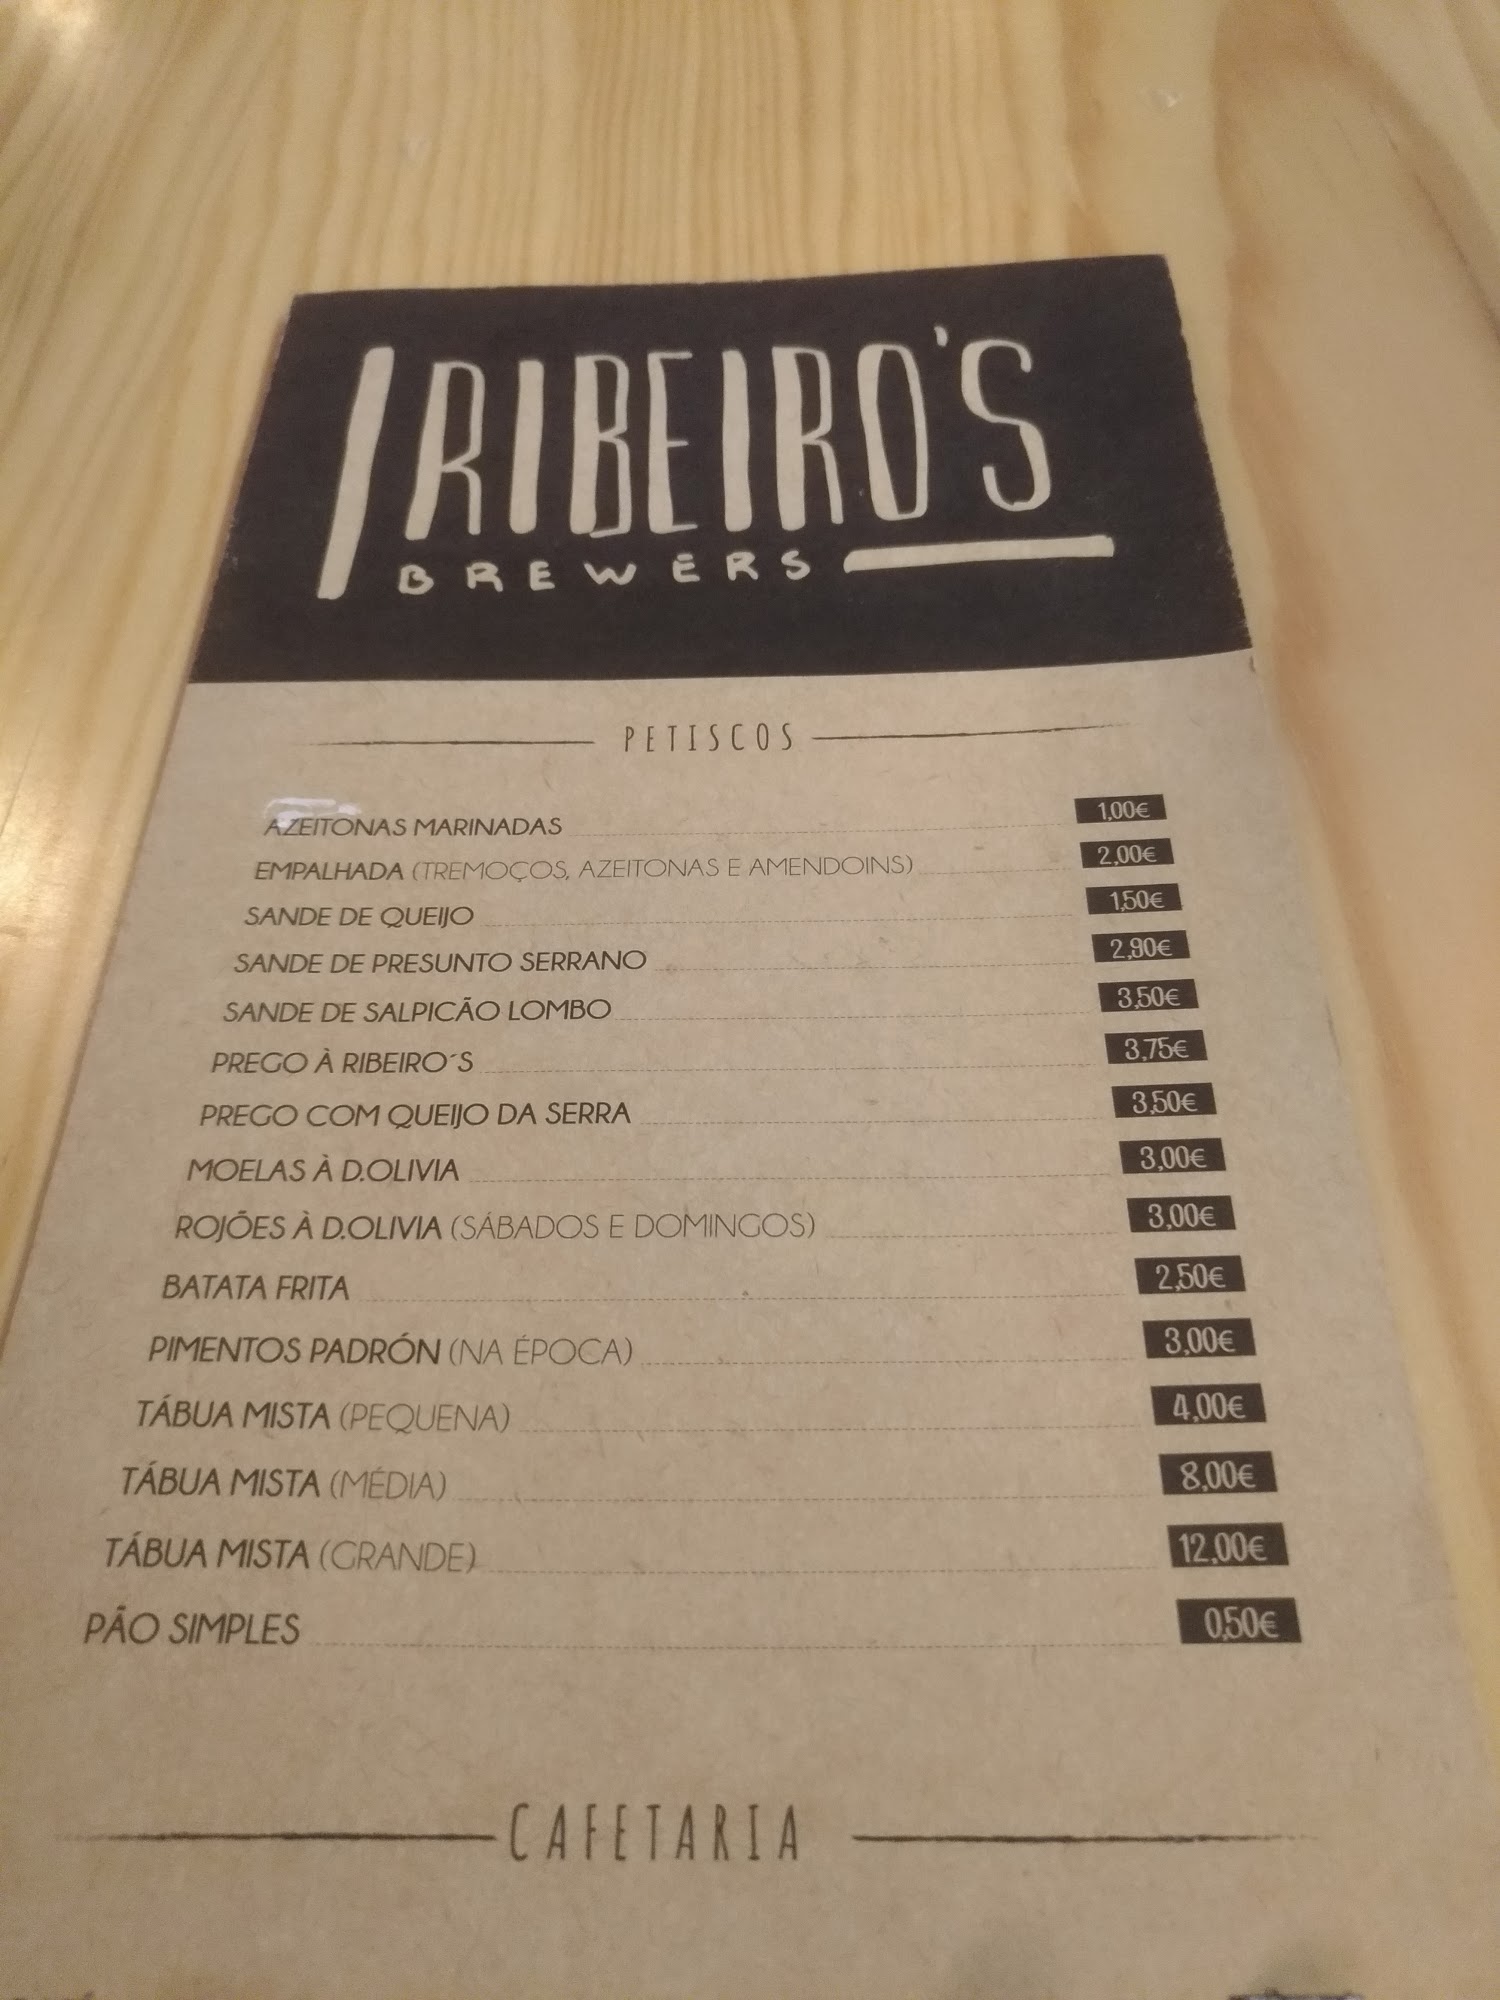 RIBEIRO'S
BREWERS
PETISCOS
AZEITONAS MARINADAS 1,00€
EMPALHADA (TREMOÇOS, AZEITONAS E AMENDOINS) 2,00€
SANDE DE QUEIJO 1,50€
SANDE DE PRESUNTO SERRANO 2,90€
SANDE DE SALPICÃO LOMBO 3,50€
PREGO À RIBEIRO´S 3,75€
PREGO COM QUEIJO DA SERRA 3,50€
MOELAS À D.OLIVIA 3,00€
ROJÕES À D.OLIVIA (SÁBADOS E DOMINGOS) 3,00€
BATATA FRITA 2,50€
PIMENTOS PADRÓN (NA ÉPOCA) 3,00€
TÁBUA MISTA (PEQUENA) 4,00€
TÁBUA MISTA (MÉDIA) 8,00€
TÁBUA MISTA (GRANDE) 12,00€
PÃO SIMPLES 0,50€
CAFETARIA